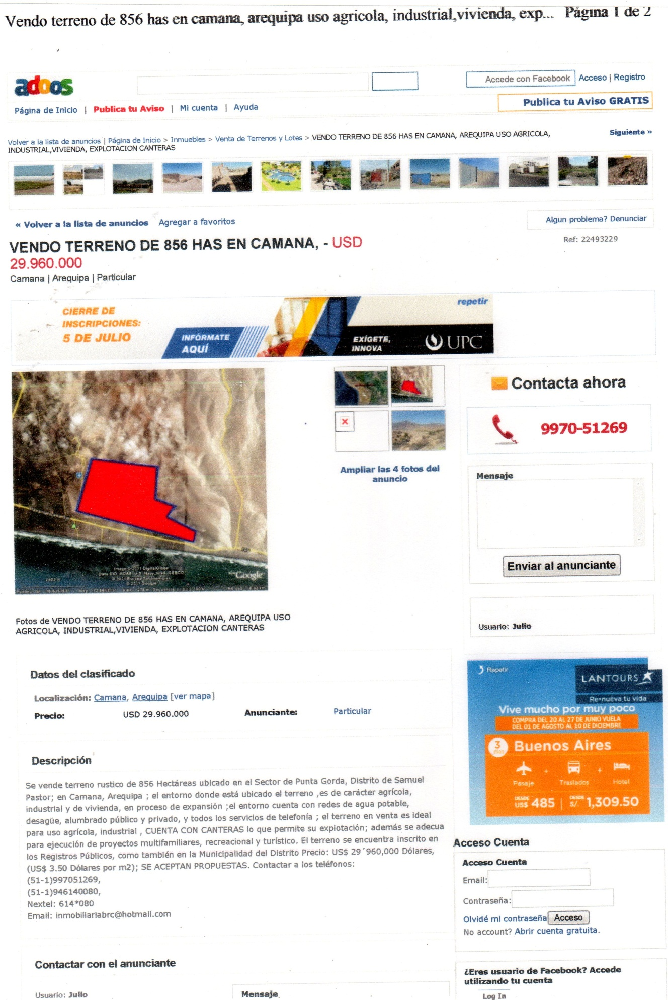 Vendo terreno de 856 has en camana, arequipa uso agricola, industrial,vivienda, exp... Página 1 de 2
adoos
Accede con Facebook Acceso | Registro
Página de Inicio | Publica tu Aviso | Mi cuenta | Ayuda
Publica tu Aviso GRATIS
Volver a la lista de anuncios | Página de Inicio > Inmuebles > Venta de Terrenos y Lotes > VENDO TERRENO DE 856 HAS EN CAMANA, AREQUIPA USO AGRICOLA,
INDUSTRIAL,VIVIENDA, EXPLOTACION CANTERAS
Siguiente »
« Volver a la lista de anuncios Agregar a favoritos
Algun problema? Denunciar
Ref: 22493229
VENDO TERRENO DE 856 HAS EN CAMANA, - USD
29.960.000
Camana | Arequipa | Particular
CIERRE DE
INSCRIPCIONES:
5 DE JULIO
INFÓRMATE
AQUÍ
repetir
EXÍGETE,
INNOVA
UPC
Contacta ahora
9970-51269
Ampliar las 4 fotos del
anuncio
Mensaje
Enviar al anunciante
Usuario: Julio
Image © 2011 DigitalGlobe
Data SIO, NOAA, U.S. Navy, NGA, GEBCO
© 2011 Europa Technologies
© 2011 Google
Google
Fotos de VENDO TERRENO DE 856 HAS EN CAMANA, AREQUIPA USO
AGRICOLA, INDUSTRIAL,VIVIENDA, EXPLOTACION CANTERAS
Datos del clasificado
Localización: Camana, Arequipa [ver mapa]
Precio: USD 29.960.000 Anunciante: Particular
Repetir
LANTOURS
Re•nueva tu vida
Vive mucho por muy poco
COMPRA DEL 20 AL 27 DE JUNIO VUELA
DEL 01 DE AGOSTO AL 10 DE DICIEMBRE
3 días Buenos Aires
Pasaje + Traslados + Hotel
DESDE US$ 485 | DESDE S/. 1,309.50
Descripción
Se vende terreno rustico de 856 Hectáreas ubicado en el Sector de Punta Gorda, Distrito de Samuel
Pastor; en Camana, Arequipa ; el entorno donde está ubicado el terreno ,es de carácter agrícola,
industrial y de vivienda, en proceso de expansión ;el entorno cuenta con redes de agua potable,
desagüe, alumbrado público y privado, y todos los servicios de telefonía ; el terreno en venta es ideal
para uso agrícola, industrial , CUENTA CON CANTERAS lo que permite su explotación; además se adecua
para ejecución de proyectos multifamiliares, recreacional y turístico. El terreno se encuentra inscrito en
los Registros Públicos, como también en la Municipalidad del Distrito Precio: US$ 29´960,000 Dólares,
(US$ 3.50 Dólares por m2); SE ACEPTAN PROPUESTAS. Contactar a los teléfonos:
(51-1)997051269,
(51-1)946140080,
Nextel: 614*080
Email: inmobiliariabrc@hotmail.com
Acceso Cuenta
Acceso Cuenta
Email:
Contraseña:
Olvidé mi contraseña Acceso
No account? Abrir cuenta gratuita.
Contactar con el anunciante
Usuario: Julio
Mensaje
¿Eres usuario de Facebook? Accede
utilizando tu cuenta
Log In